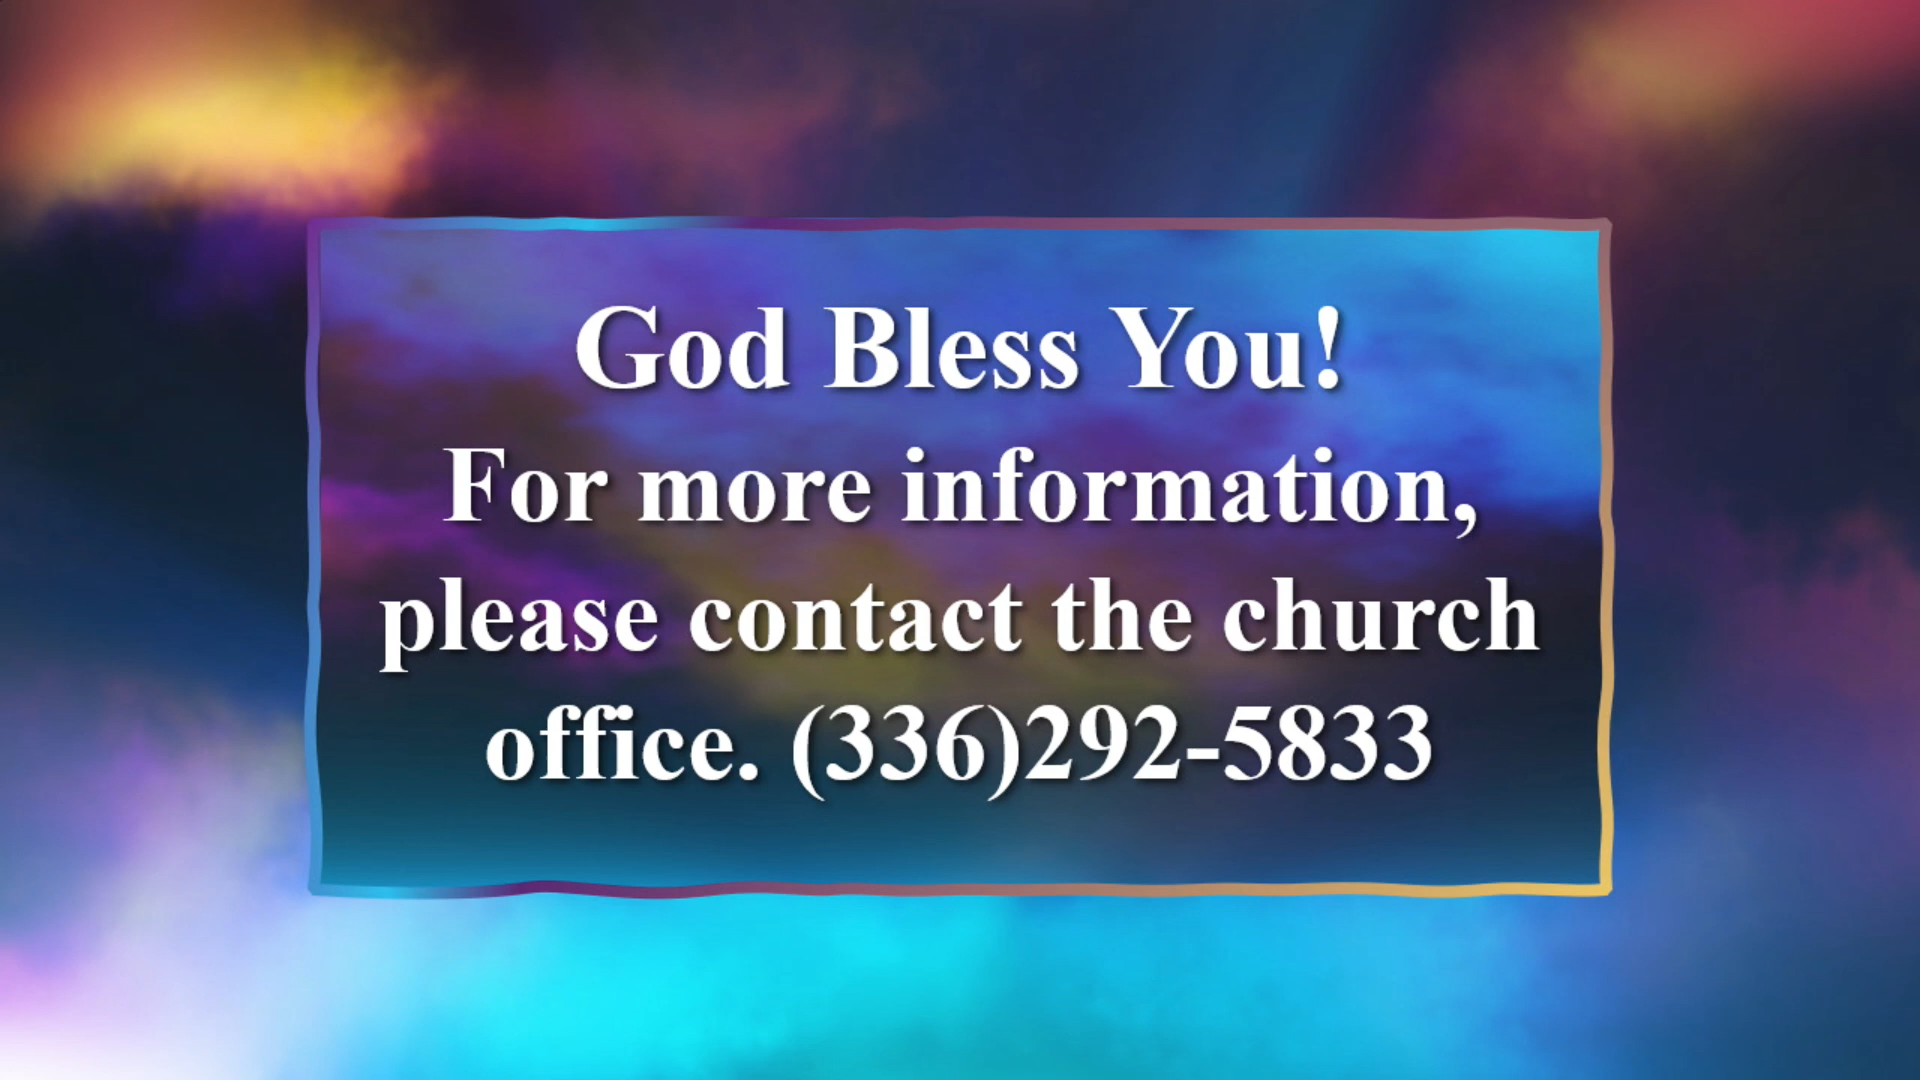 God Bless You!
For more information,
please contact the church
office. (336)292-5833